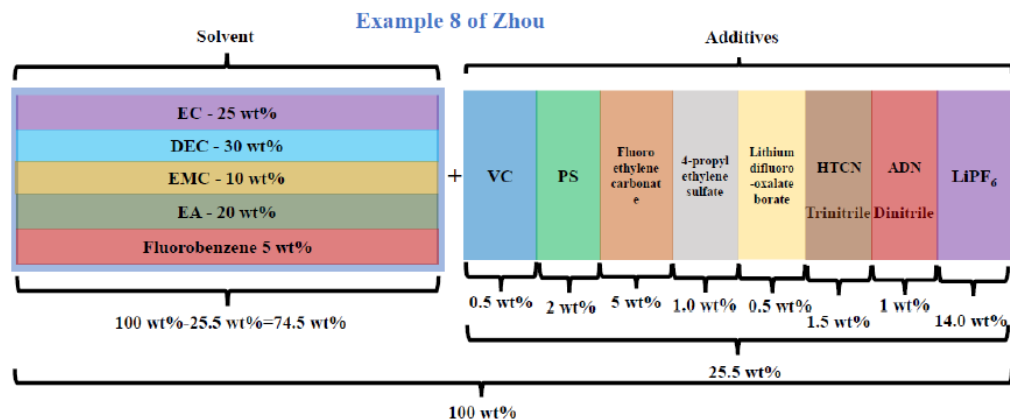 Example 8 of Zhou
Solvent
Additives
EC - 25 wt%
DEC - 30 wt%
EMC - 10 wt%
EA - 20 wt%
Fluorobenzene 5 wt%
+
VC
PS
Fluoro
ethylene
carbonat
e
4-propyl
ethylene
sulfate
Lithium
difluoro
-oxalate
borate
HTCN
Trinitrile
ADN
Dinitrile
LiPF₆
0.5 wt%
2 wt%
5 wt%
1.0 wt%
0.5 wt%
1.5 wt%
1 wt%
14.0 wt%
100 wt%-25.5 wt%=74.5 wt%
25.5 wt%
100 wt%